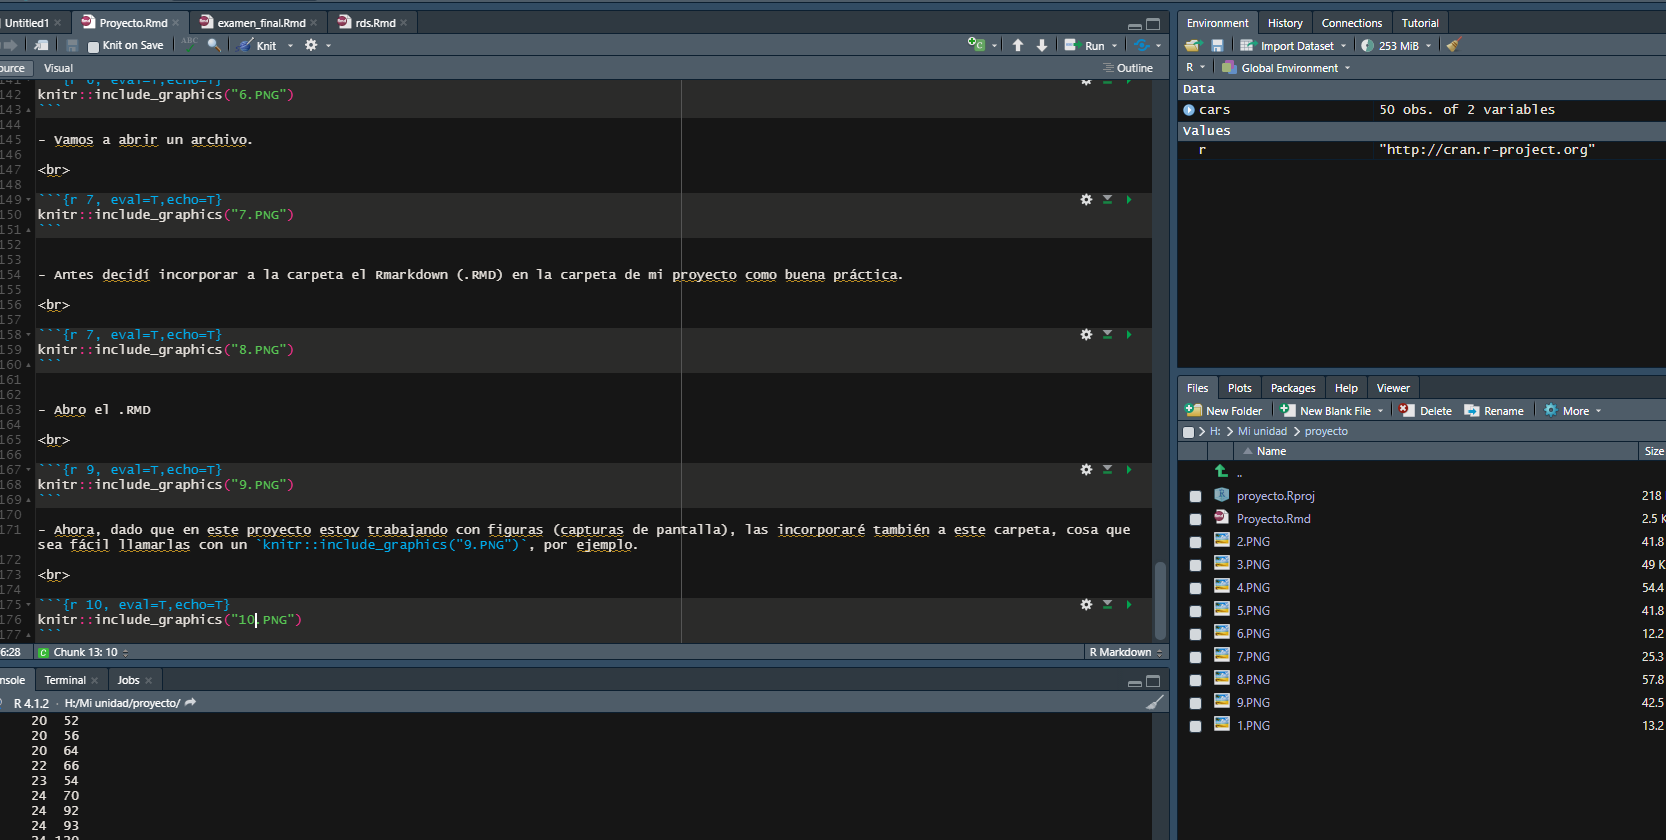 Untitled1 × Proyecto.Rmd × examen_final.Rmd × rds.Rmd ×
Knit on Save ABC Knit Run
ource Visual Outline
141 ```{r 6, eval=T,echo=T}
142 knitr::include_graphics("6.PNG")
143 ```
144
145 - Vamos a abrir un archivo.
146
147 <br>
148
149 ```{r 7, eval=T,echo=T}
150 knitr::include_graphics("7.PNG")
151 ```
152
153
154 - Antes decidí incorporar a la carpeta el Rmarkdown (.RMD) en la carpeta de mi proyecto como buena práctica.
155
156 <br>
157
158 ```{r 7, eval=T,echo=T}
159 knitr::include_graphics("8.PNG")
160 ```
161
162
163 - Abro el .RMD
164
165 <br>
166
167 ```{r 9, eval=T,echo=T}
168 knitr::include_graphics("9.PNG")
169 ```
170
171 - Ahora, dado que en este proyecto estoy trabajando con figuras (capturas de pantalla), las incorporaré también a este carpeta, cosa que
sea fácil llamarlas con un `knitr::include_graphics("9.PNG")`, por ejemplo.
172
173 <br>
174
175 ```{r 10, eval=T,echo=T}
176 knitr::include_graphics("10.PNG")
177 ```
6:28 C Chunk 13: 10 R Markdown
nsole Terminal × Jobs ×
R 4.1.2 · H:/Mi unidad/proyecto/
20 52
20 56
20 64
22 66
23 54
24 70
24 92
24 93
24 120
Environment History Connections Tutorial
Import Dataset 253 MiB
R Global Environment
Data
cars 50 obs. of 2 variables
Values
r "http://cran.r-project.org"
Files Plots Packages Help Viewer
New Folder New Blank File Delete Rename More
H: Mi unidad proyecto
Name Size
..
proyecto.Rproj 218
Proyecto.Rmd 2.5 K
2.PNG 41.8
3.PNG 49 K
4.PNG 54.4
5.PNG 41.8
6.PNG 12.2
7.PNG 25.3
8.PNG 57.8
9.PNG 42.5
1.PNG 13.2